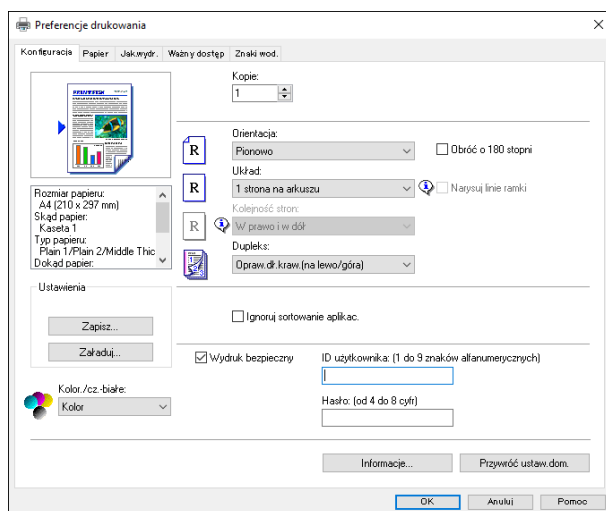 Preferencje drukowania
Konfiguracja Papier Jak.wydr. Ważny dostęp Znaki wod.
Kopie:
1
Orientacja:
R
Pionowo
Obróć o 180 stopni
Układ:
R
1 strona na arkuszu
Narysuj linie ramki
Kolejność stron:
R
W prawo i w dół
Dupleks:
Opraw.dł.kraw.(na lewo/góra)
Rozmiar papieru:
A4 (210 x 297 mm)
Skąd papier:
Kaseta 1
Typ papieru:
Plain 1/Plain 2/Middle Thic
Dokąd papier:
Ustawienia
Zapisz...
Załaduj...
Ignoruj sortowanie aplikac.
Wydruk bezpieczny
ID użytkownika: (1 do 9 znaków alfanumerycznych)
Hasło: (od 4 do 8 cyfr)
Kolor./cz.-białe:
Kolor
Informacje...
Przywróć ustaw.dom.
OK
Anuluj
Pomoc